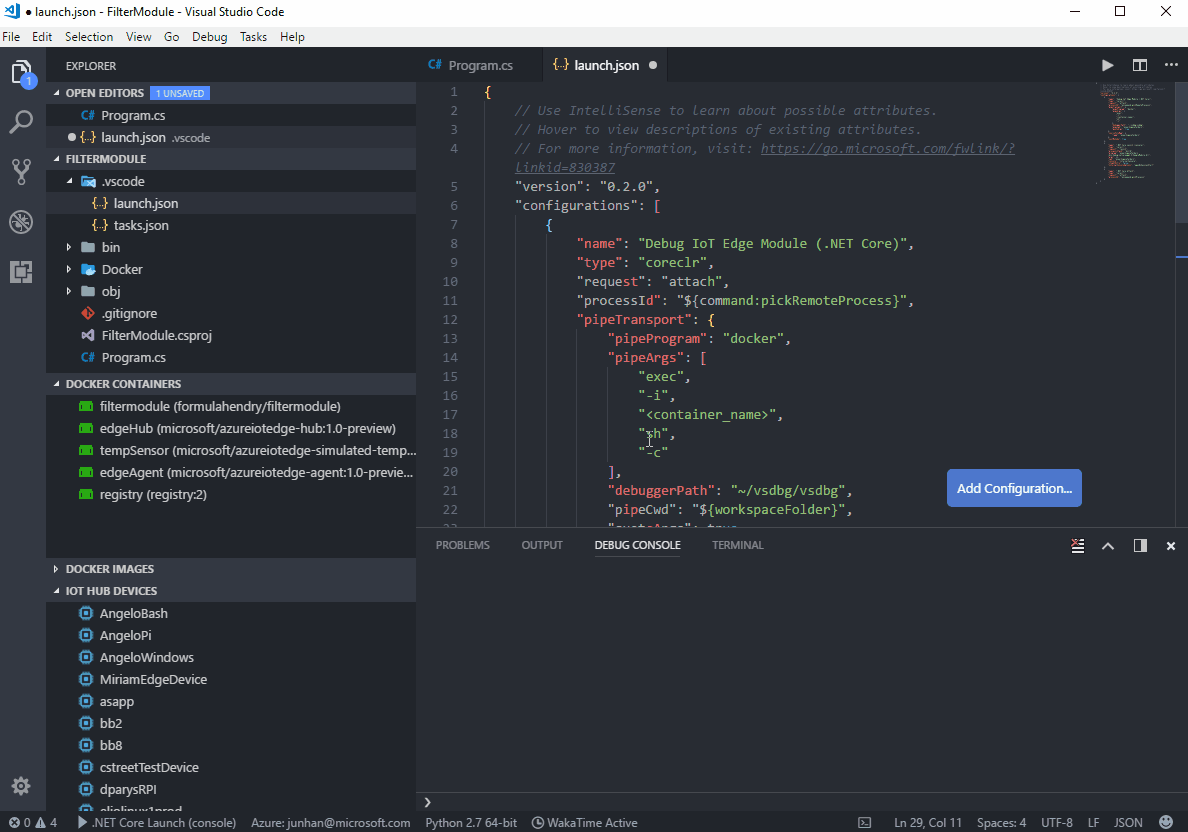 ● launch.json - FilterModule - Visual Studio Code
File Edit Selection View Go Debug Tasks Help
EXPLORER
1
OPEN EDITORS 1 UNSAVED
C# Program.cs
● {..} launch.json .vscode
FILTERMODULE
.vscode
{..} launch.json
{..} tasks.json
bin
Docker
obj
.gitignore
FilterModule.csproj
C# Program.cs
DOCKER CONTAINERS
filtermodule (formulahendry/filtermodule)
edgeHub (microsoft/azureiotedge-hub:1.0-preview)
tempSensor (microsoft/azureiotedge-simulated-temp...
edgeAgent (microsoft/azureiotedge-agent:1.0-previe...
registry (registry:2)
DOCKER IMAGES
IOT HUB DEVICES
AngeloBash
AngeloPi
AngeloWindows
MiriamEdgeDevice
asapp
bb2
bb8
cstreetTestDevice
dparysRPI
C# Program.cs {..} launch.json ●
1 {
2 // Use IntelliSense to learn about possible attributes.
3 // Hover to view descriptions of existing attributes.
4 // For more information, visit: https://go.microsoft.com/fwlink/?
linkid=830387
5 "version": "0.2.0",
6 "configurations": [
7 {
8 "name": "Debug IoT Edge Module (.NET Core)",
9 "type": "coreclr",
10 "request": "attach",
11 "processId": "${command:pickRemoteProcess}",
12 "pipeTransport": {
13 "pipeProgram": "docker",
14 "pipeArgs": [
15 "exec",
16 "-i",
17 "<container_name>",
18 "sh",
19 "-c"
20 ],
21 "debuggerPath": "~/vsdbg/vsdbg",
22 "pipeCwd": "${workspaceFolder}",
Add Configuration...
PROBLEMS OUTPUT DEBUG CONSOLE TERMINAL
❯
0 4 .NET Core Launch (console) Azure: junhan@microsoft.com Python 2.7 64-bit WakaTime Active Ln 29, Col 11 Spaces: 4 UTF-8 LF JSON